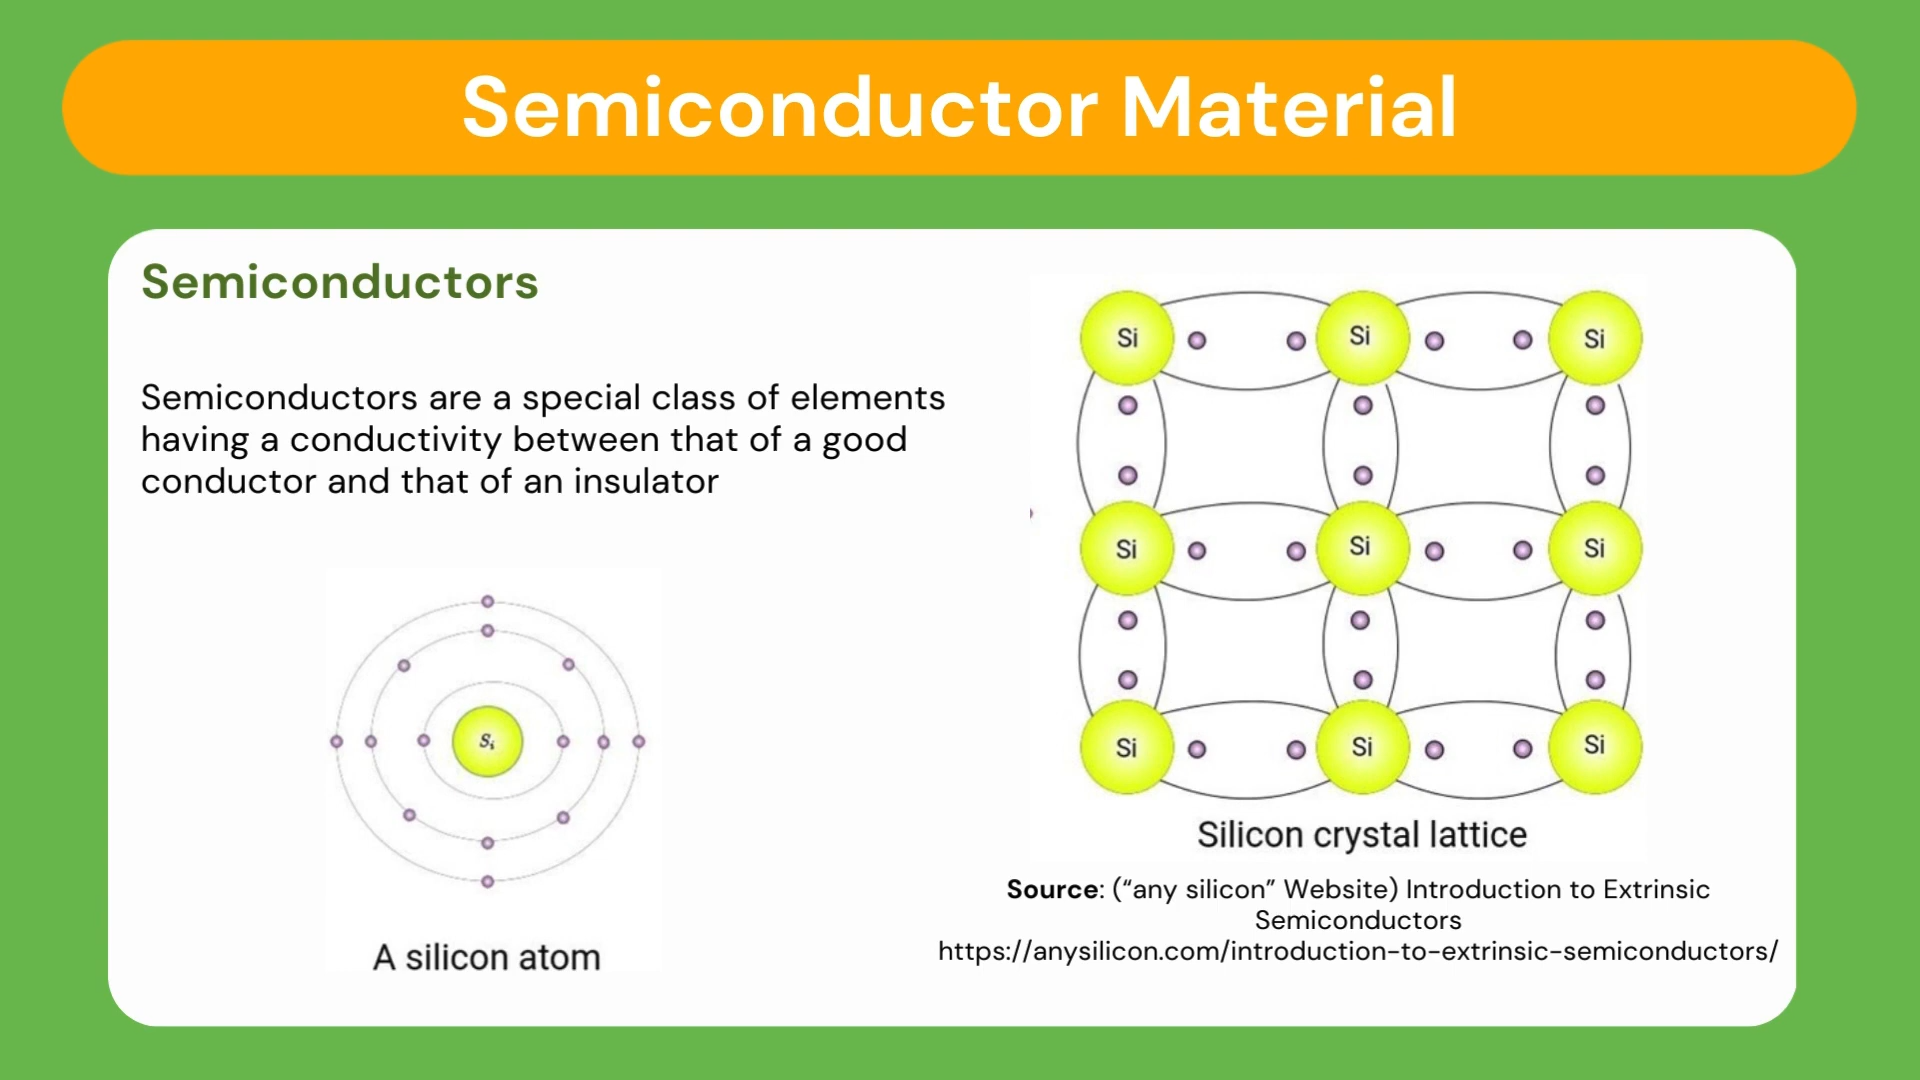 Semiconductor Material
Semiconductors
Semiconductors are a special class of elements
having a conductivity between that of a good
conductor and that of an insulator
Si
A silicon atom
Si Si Si
Si Si Si
Si Si Si
Silicon crystal lattice
Source: (“any silicon” Website) Introduction to Extrinsic
Semiconductors
https://anysilicon.com/introduction-to-extrinsic-semiconductors/